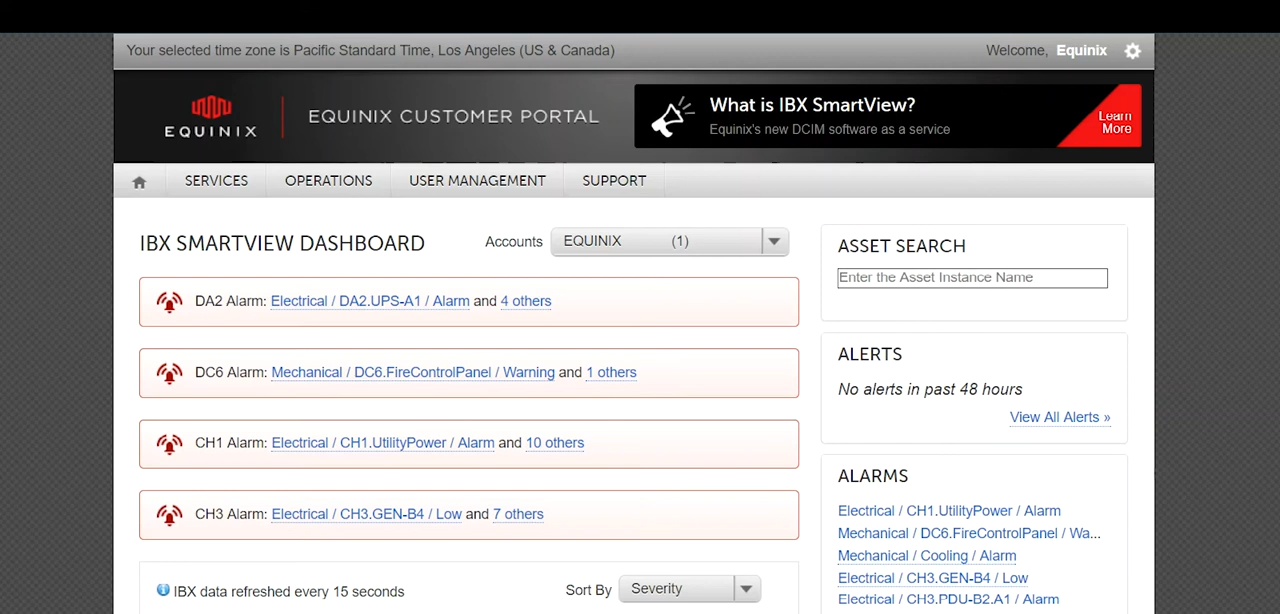 Your selected time zone is Pacific Standard Time, Los Angeles (US & Canada)
Welcome, Equinix
EQUINIX
EQUINIX CUSTOMER PORTAL
What is IBX SmartView?
Equinix's new DCIM software as a service
Learn
More
SERVICES
OPERATIONS
USER MANAGEMENT
SUPPORT
IBX SMARTVIEW DASHBOARD
Accounts
EQUINIX (1)
DA2 Alarm: Electrical / DA2.UPS-A1 / Alarm and 4 others
DC6 Alarm: Mechanical / DC6.FireControlPanel / Warning and 1 others
CH1 Alarm: Electrical / CH1.UtilityPower / Alarm and 10 others
CH3 Alarm: Electrical / CH3.GEN-B4 / Low and 7 others
IBX data refreshed every 15 seconds
Sort By
Severity
ASSET SEARCH
Enter the Asset Instance Name
ALERTS
No alerts in past 48 hours
View All Alerts »
ALARMS
Electrical / CH1.UtilityPower / Alarm
Mechanical / DC6.FireControlPanel / Wa...
Mechanical / Cooling / Alarm
Electrical / CH3.GEN-B4 / Low
Electrical / CH3.PDU-B2.A1 / Alarm